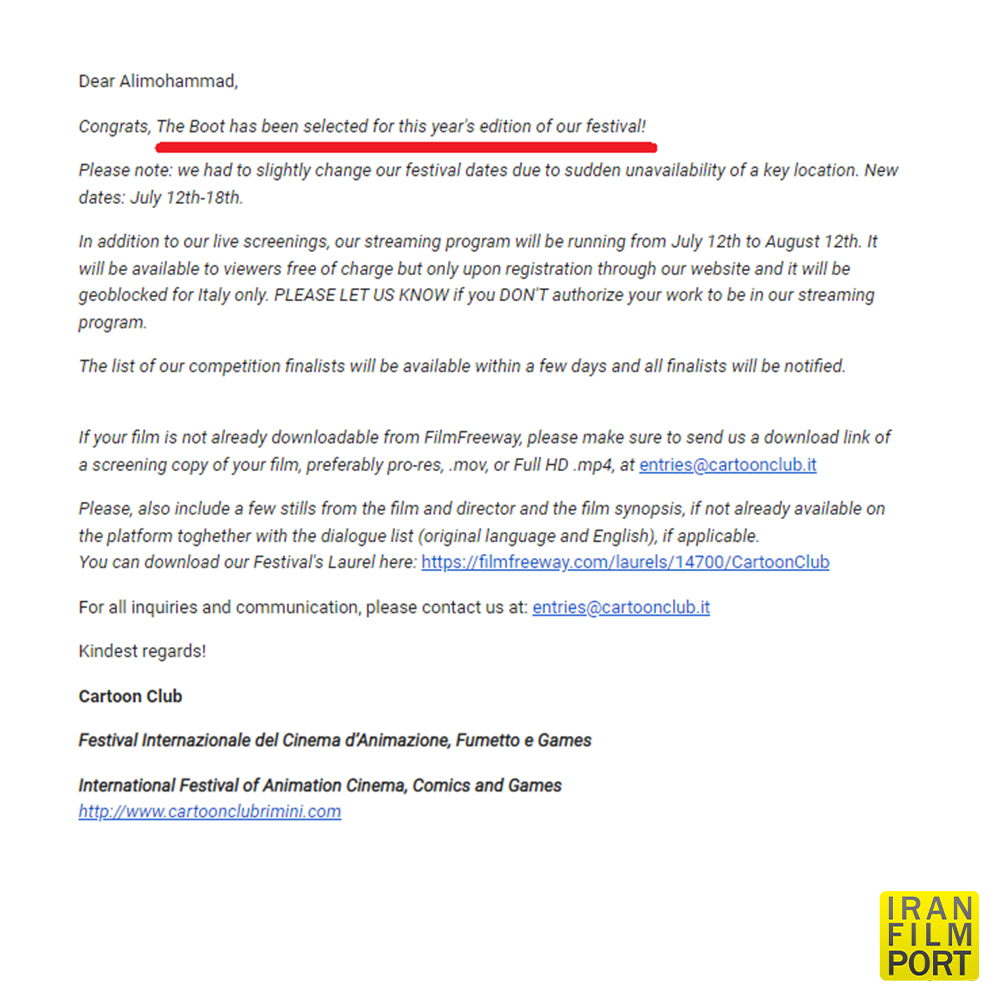 Dear Alimohammad,
Congrats, The Boot has been selected for this year's edition of our festival!
Please note: we had to slightly change our festival dates due to sudden unavailability of a key location. New
dates: July 12th-18th.
In addition to our live screenings, our streaming program will be running from July 12th to August 12th. It
will be available to viewers free of charge but only upon registration through our website and it will be
geoblocked for Italy only. PLEASE LET US KNOW if you DON'T authorize your work to be in our streaming
program.
The list of our competition finalists will be available within a few days and all finalists will be notified.
If your film is not already downloadable from FilmFreeway, please make sure to send us a download link of
a screening copy of your film, preferably pro-res, .mov, or Full HD .mp4, at entries@cartoonclub.it
Please, also include a few stills from the film and director and the film synopsis, if not already available on
the platform toghether with the dialogue list (original language and English), if applicable.
You can download our Festival's Laurel here: https://filmfreeway.com/laurels/14700/CartoonClub
For all inquiries and communication, please contact us at: entries@cartoonclub.it
Kindest regards!
Cartoon Club
Festival Internazionale del Cinema d'Animazione, Fumetto e Games
International Festival of Animation Cinema, Comics and Games
http://www.cartoonclubrimini.com
IRAN
FILM
PORT